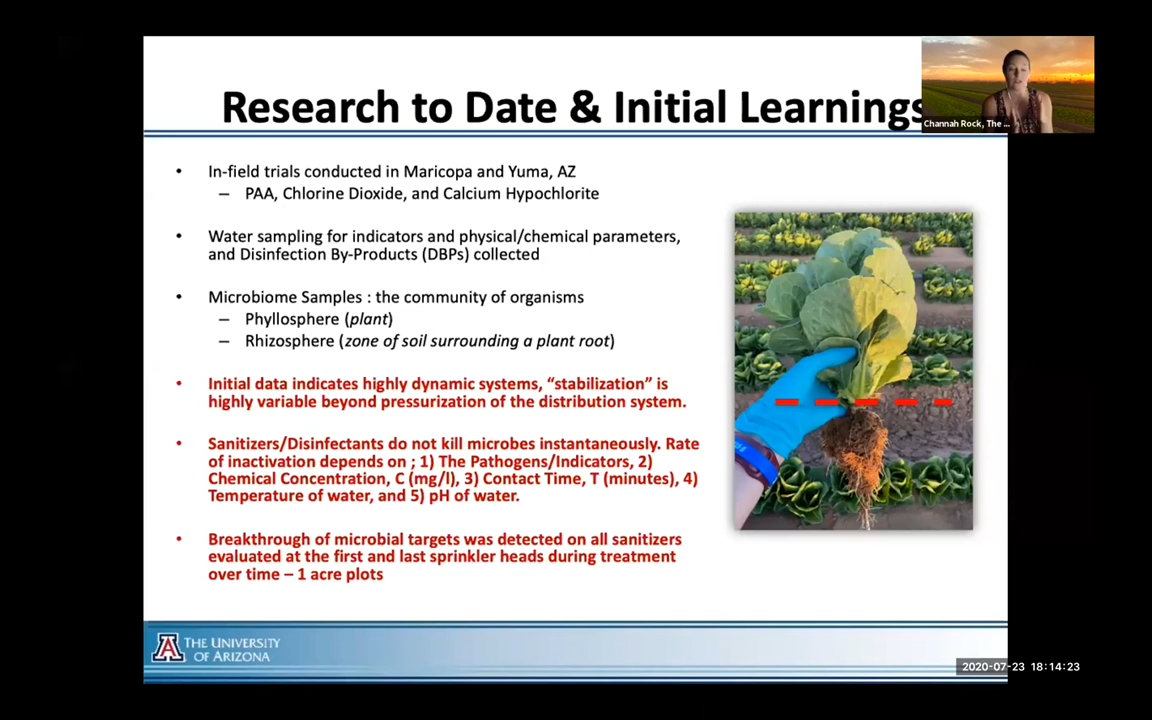 Research to Date & Initial Learnings
Channah Rock, The ...
• In-field trials conducted in Maricopa and Yuma, AZ
– PAA, Chlorine Dioxide, and Calcium Hypochlorite
• Water sampling for indicators and physical/chemical parameters,
and Disinfection By-Products (DBPs) collected
• Microbiome Samples : the community of organisms
– Phyllosphere (plant)
– Rhizosphere (zone of soil surrounding a plant root)
• Initial data indicates highly dynamic systems, “stabilization” is
highly variable beyond pressurization of the distribution system.
• Sanitizers/Disinfectants do not kill microbes instantaneously. Rate
of inactivation depends on ; 1) The Pathogens/Indicators, 2)
Chemical Concentration, C (mg/l), 3) Contact Time, T (minutes), 4)
Temperature of water, and 5) pH of water.
• Breakthrough of microbial targets was detected on all sanitizers
evaluated at the first and last sprinkler heads during treatment
over time – 1 acre plots
A
THE UNIVERSITY
OF ARIZONA
2020-07-23 18:14:23